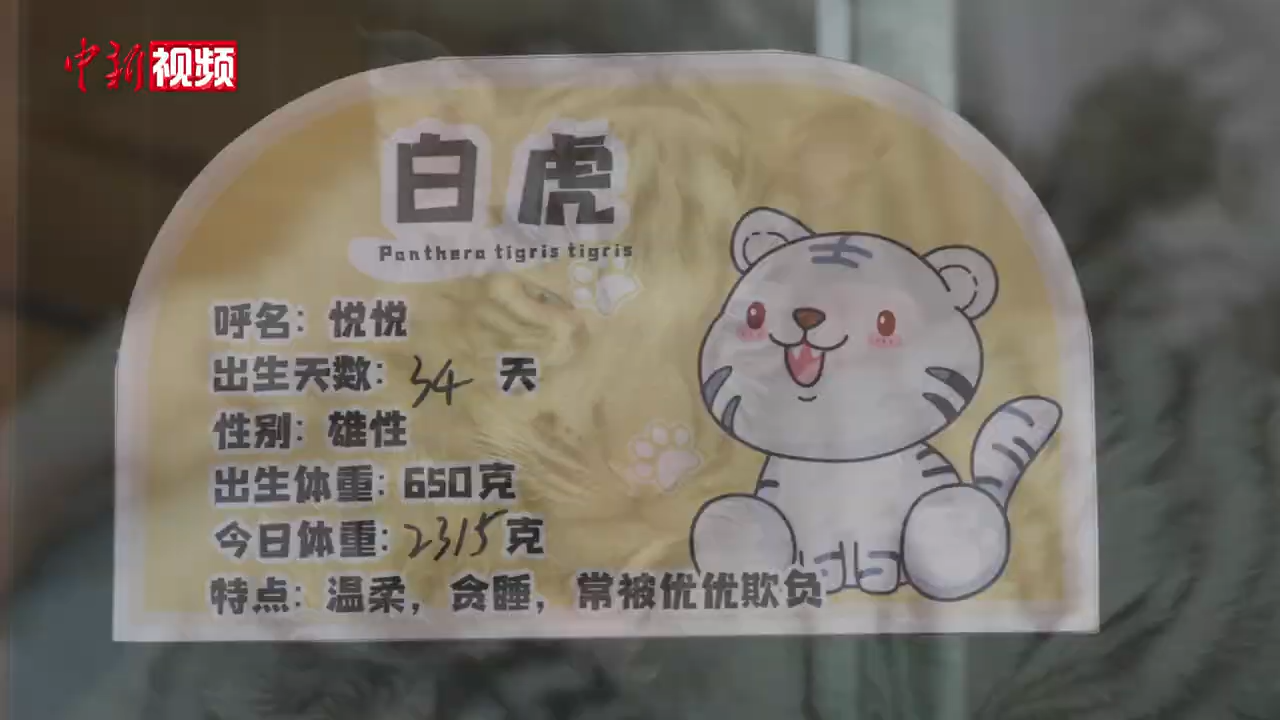 中新视频
白虎
Panthera tigris tigris
呼名：悦悦
出生天数：34 天
性别：雄性
出生体重：650克
今日体重：2315克
特点：温柔，贪睡，常被优优欺负